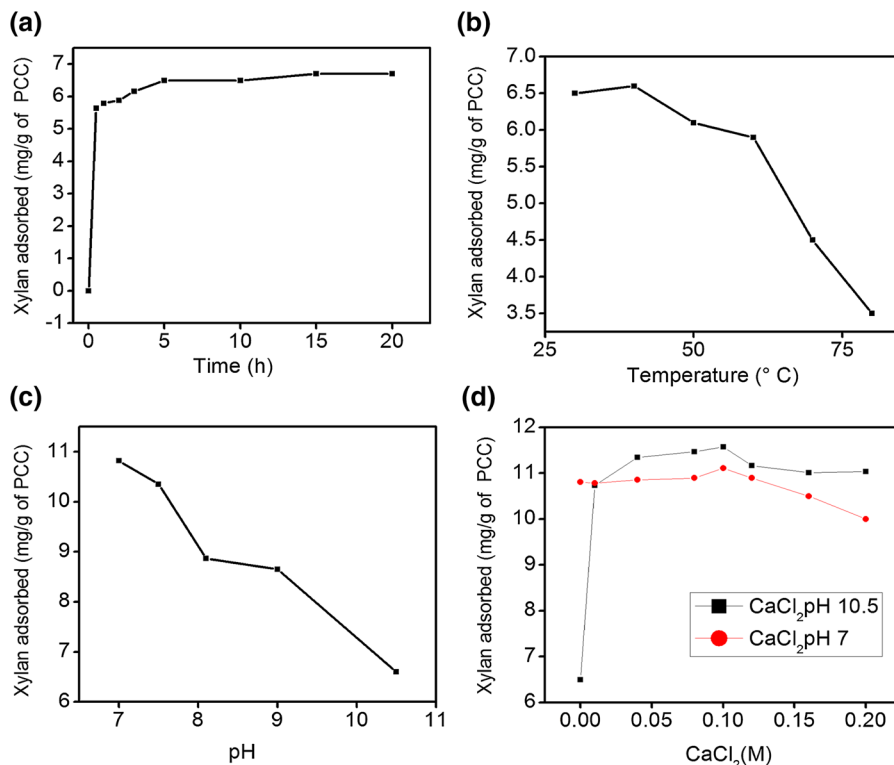 (a)
Xylan adsorbed (mg/g of PCC)
7
6
5
4
3
2
1
0
-1
0 5 10 15 20
Time (h)
(b)
Xylan adsorbed (mg/g of PCC)
7.0
6.5
6.0
5.5
5.0
4.5
4.0
3.5
25 50 75
Temperature (° C)
(c)
Xylan adsorbed (mg/g of PCC)
11
10
9
8
7
6
7 8 9 10 11
pH
(d)
Xylan adsorbed (mg/g of PCC)
12
11
10
9
8
7
6
CaCl₂pH 10.5
CaCl₂pH 7
0.00 0.05 0.10 0.15 0.20
CaCl₂(M)